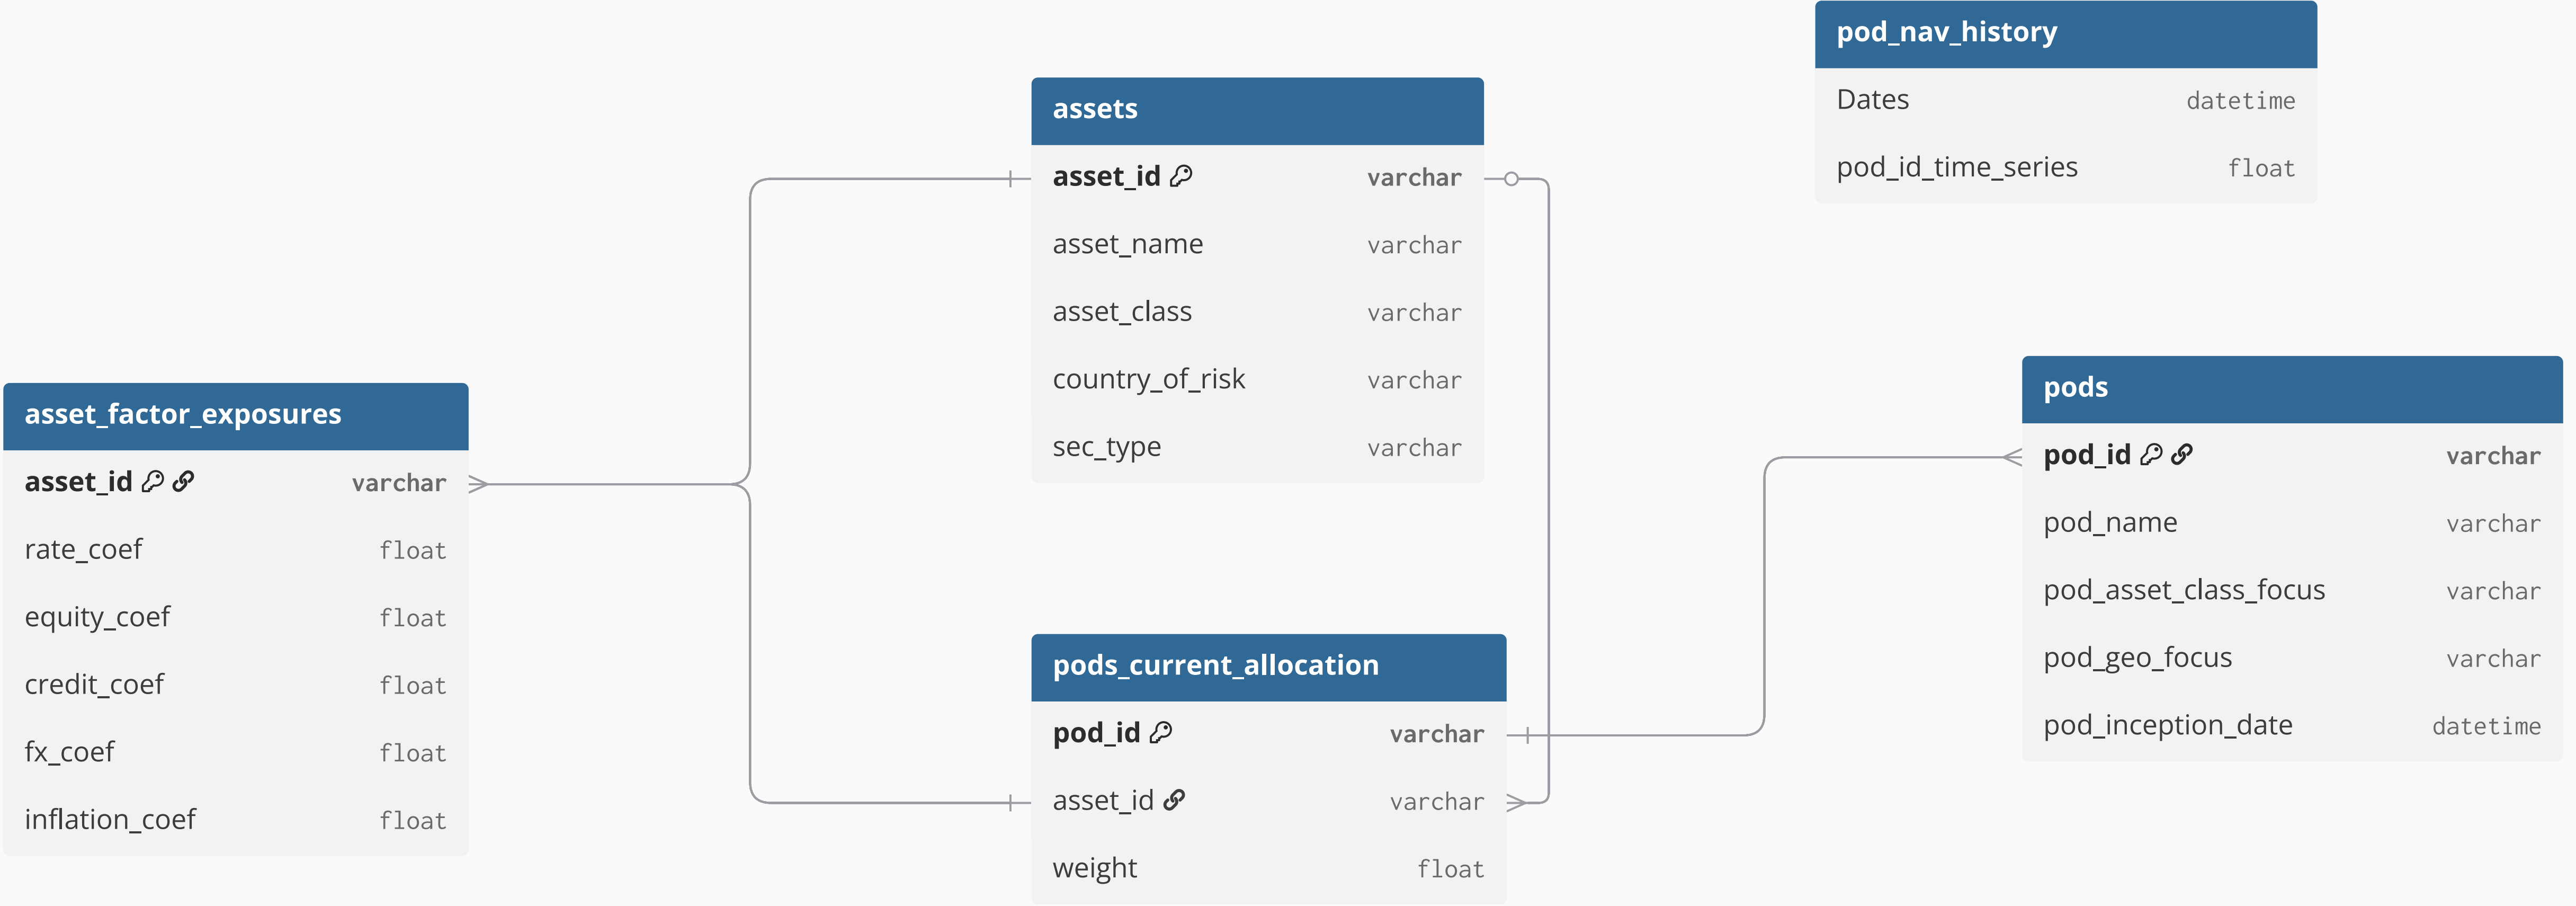 pod_nav_history
Dates datetime
pod_id_time_series float
assets
asset_id varchar
asset_name varchar
asset_class varchar
country_of_risk varchar
sec_type varchar
asset_factor_exposures
asset_id varchar
rate_coef float
equity_coef float
credit_coef float
fx_coef float
inflation_coef float
pods_current_allocation
pod_id varchar
asset_id varchar
weight float
pods
pod_id varchar
pod_name varchar
pod_asset_class_focus varchar
pod_geo_focus varchar
pod_inception_date datetime